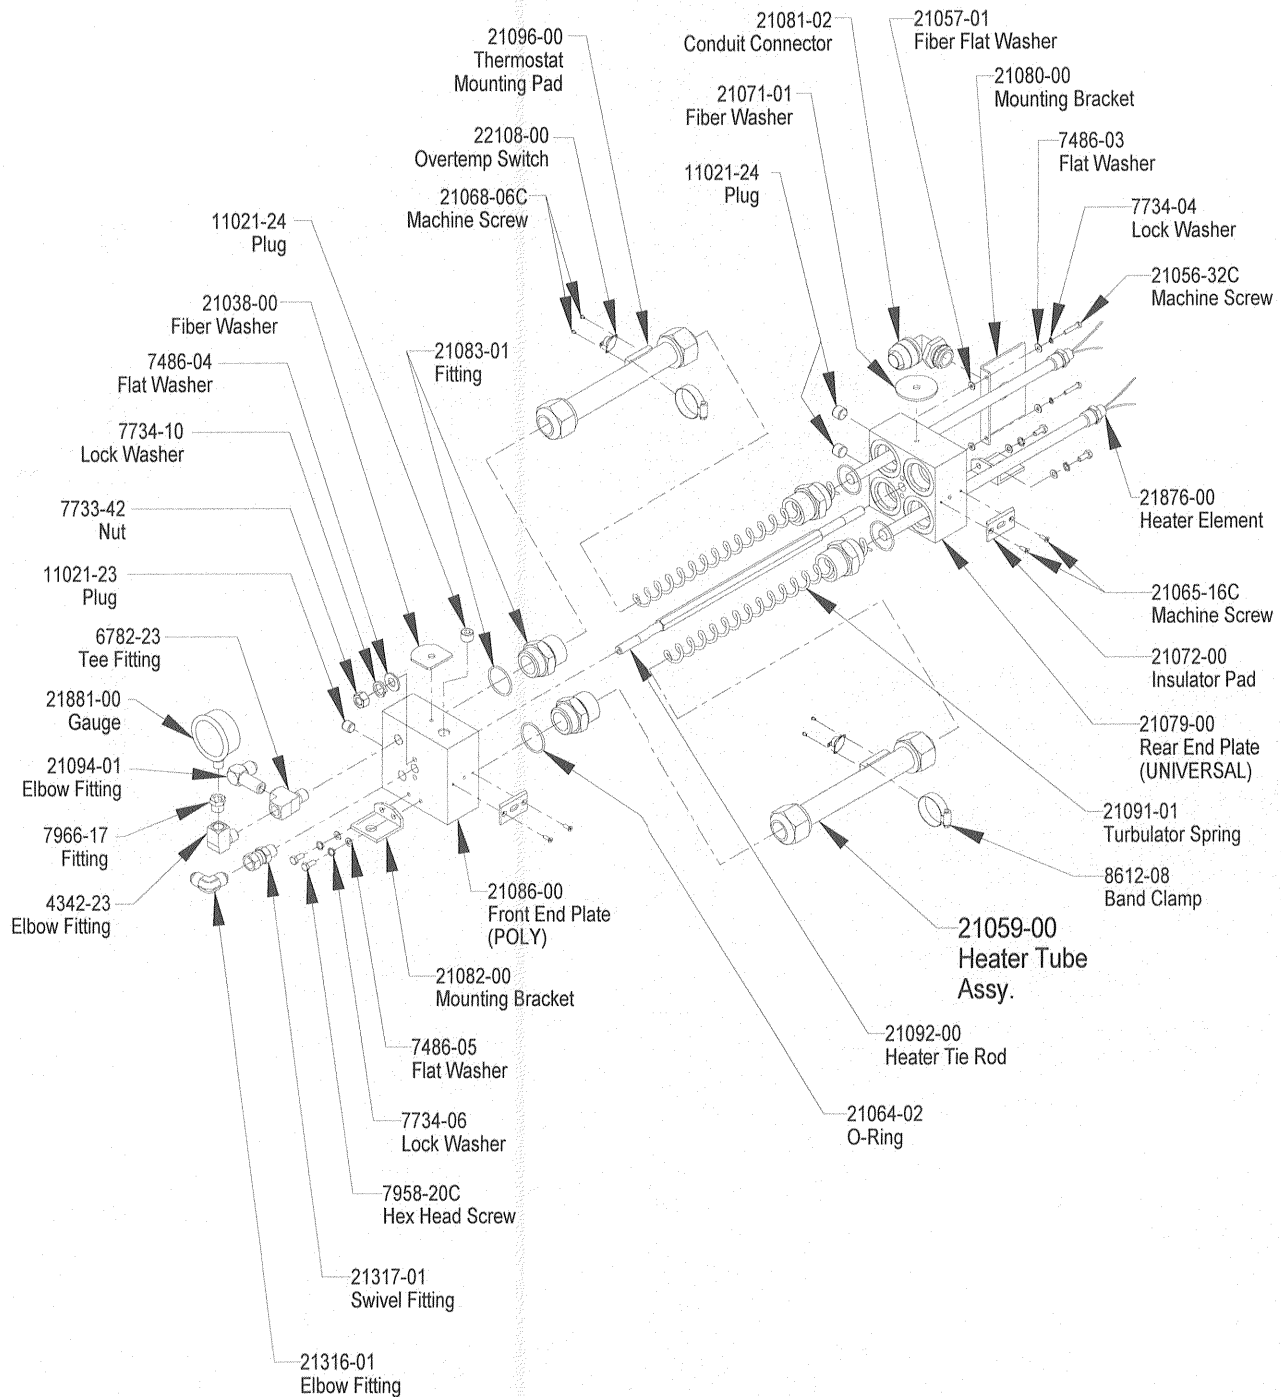 21081-02
Conduit Connector
21057-01
Fiber Flat Washer
21096-00
Thermostat
Mounting Pad
21080-00
Mounting Bracket
21071-01
Fiber Washer
22108-00
Overtemp Switch
7486-03
Flat Washer
11021-24
Plug
21068-06C
Machine Screw
7734-04
Lock Washer
11021-24
Plug
21056-32C
Machine Screw
21038-00
Fiber Washer
21083-01
Fitting
7486-04
Flat Washer
7734-10
Lock Washer
7733-42
Nut
21876-00
Heater Element
11021-23
Plug
21065-16C
Machine Screw
6782-23
Tee Fitting
21072-00
Insulator Pad
21881-00
Gauge
21079-00
Rear End Plate
(UNIVERSAL)
21094-01
Elbow Fitting
21091-01
Turbulator Spring
7966-17
Fitting
8612-08
Band Clamp
4342-23
Elbow Fitting
21086-00
Front End Plate
(POLY)
21059-00
Heater Tube
Assy.
21082-00
Mounting Bracket
21092-00
Heater Tie Rod
7486-05
Flat Washer
21064-02
O-Ring
7734-06
Lock Washer
7958-20C
Hex Head Screw
21317-01
Swivel Fitting
21316-01
Elbow Fitting